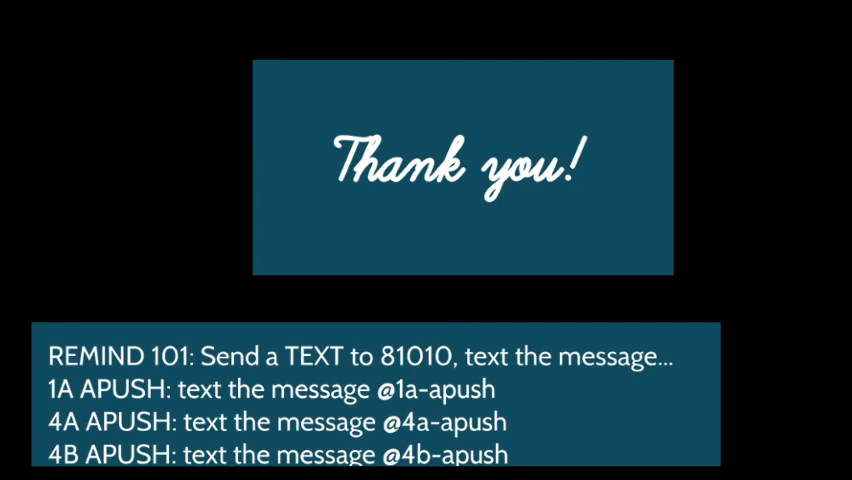 Thank you!
REMIND 101: Send a TEXT to 81010, text the message...
1A APUSH: text the message @1a-apush
4A APUSH: text the message @4a-apush
4B APUSH: text the message @4b-apush